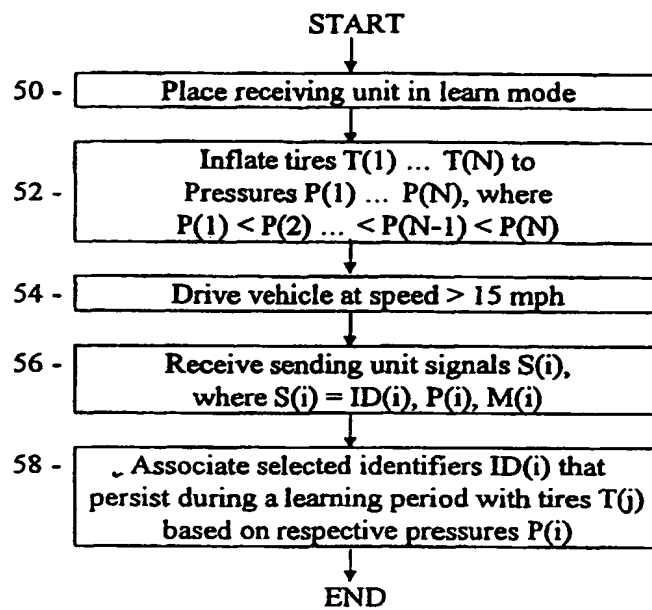 START
50 - Place receiving unit in learn mode
Inflate tires T(1) ... T(N) to
52 - Pressures P(1) ... P(N), where
P(1) < P(2) ... < P(N-1) < P(N)
54 - Drive vehicle at speed > 15 mph
56 - Receive sending unit signals S(i),
where S(i) = ID(i), P(i), M(i)
58 - Associate selected identifiers ID(i) that
persist during a learning period with tires T(j)
based on respective pressures P(i)
END